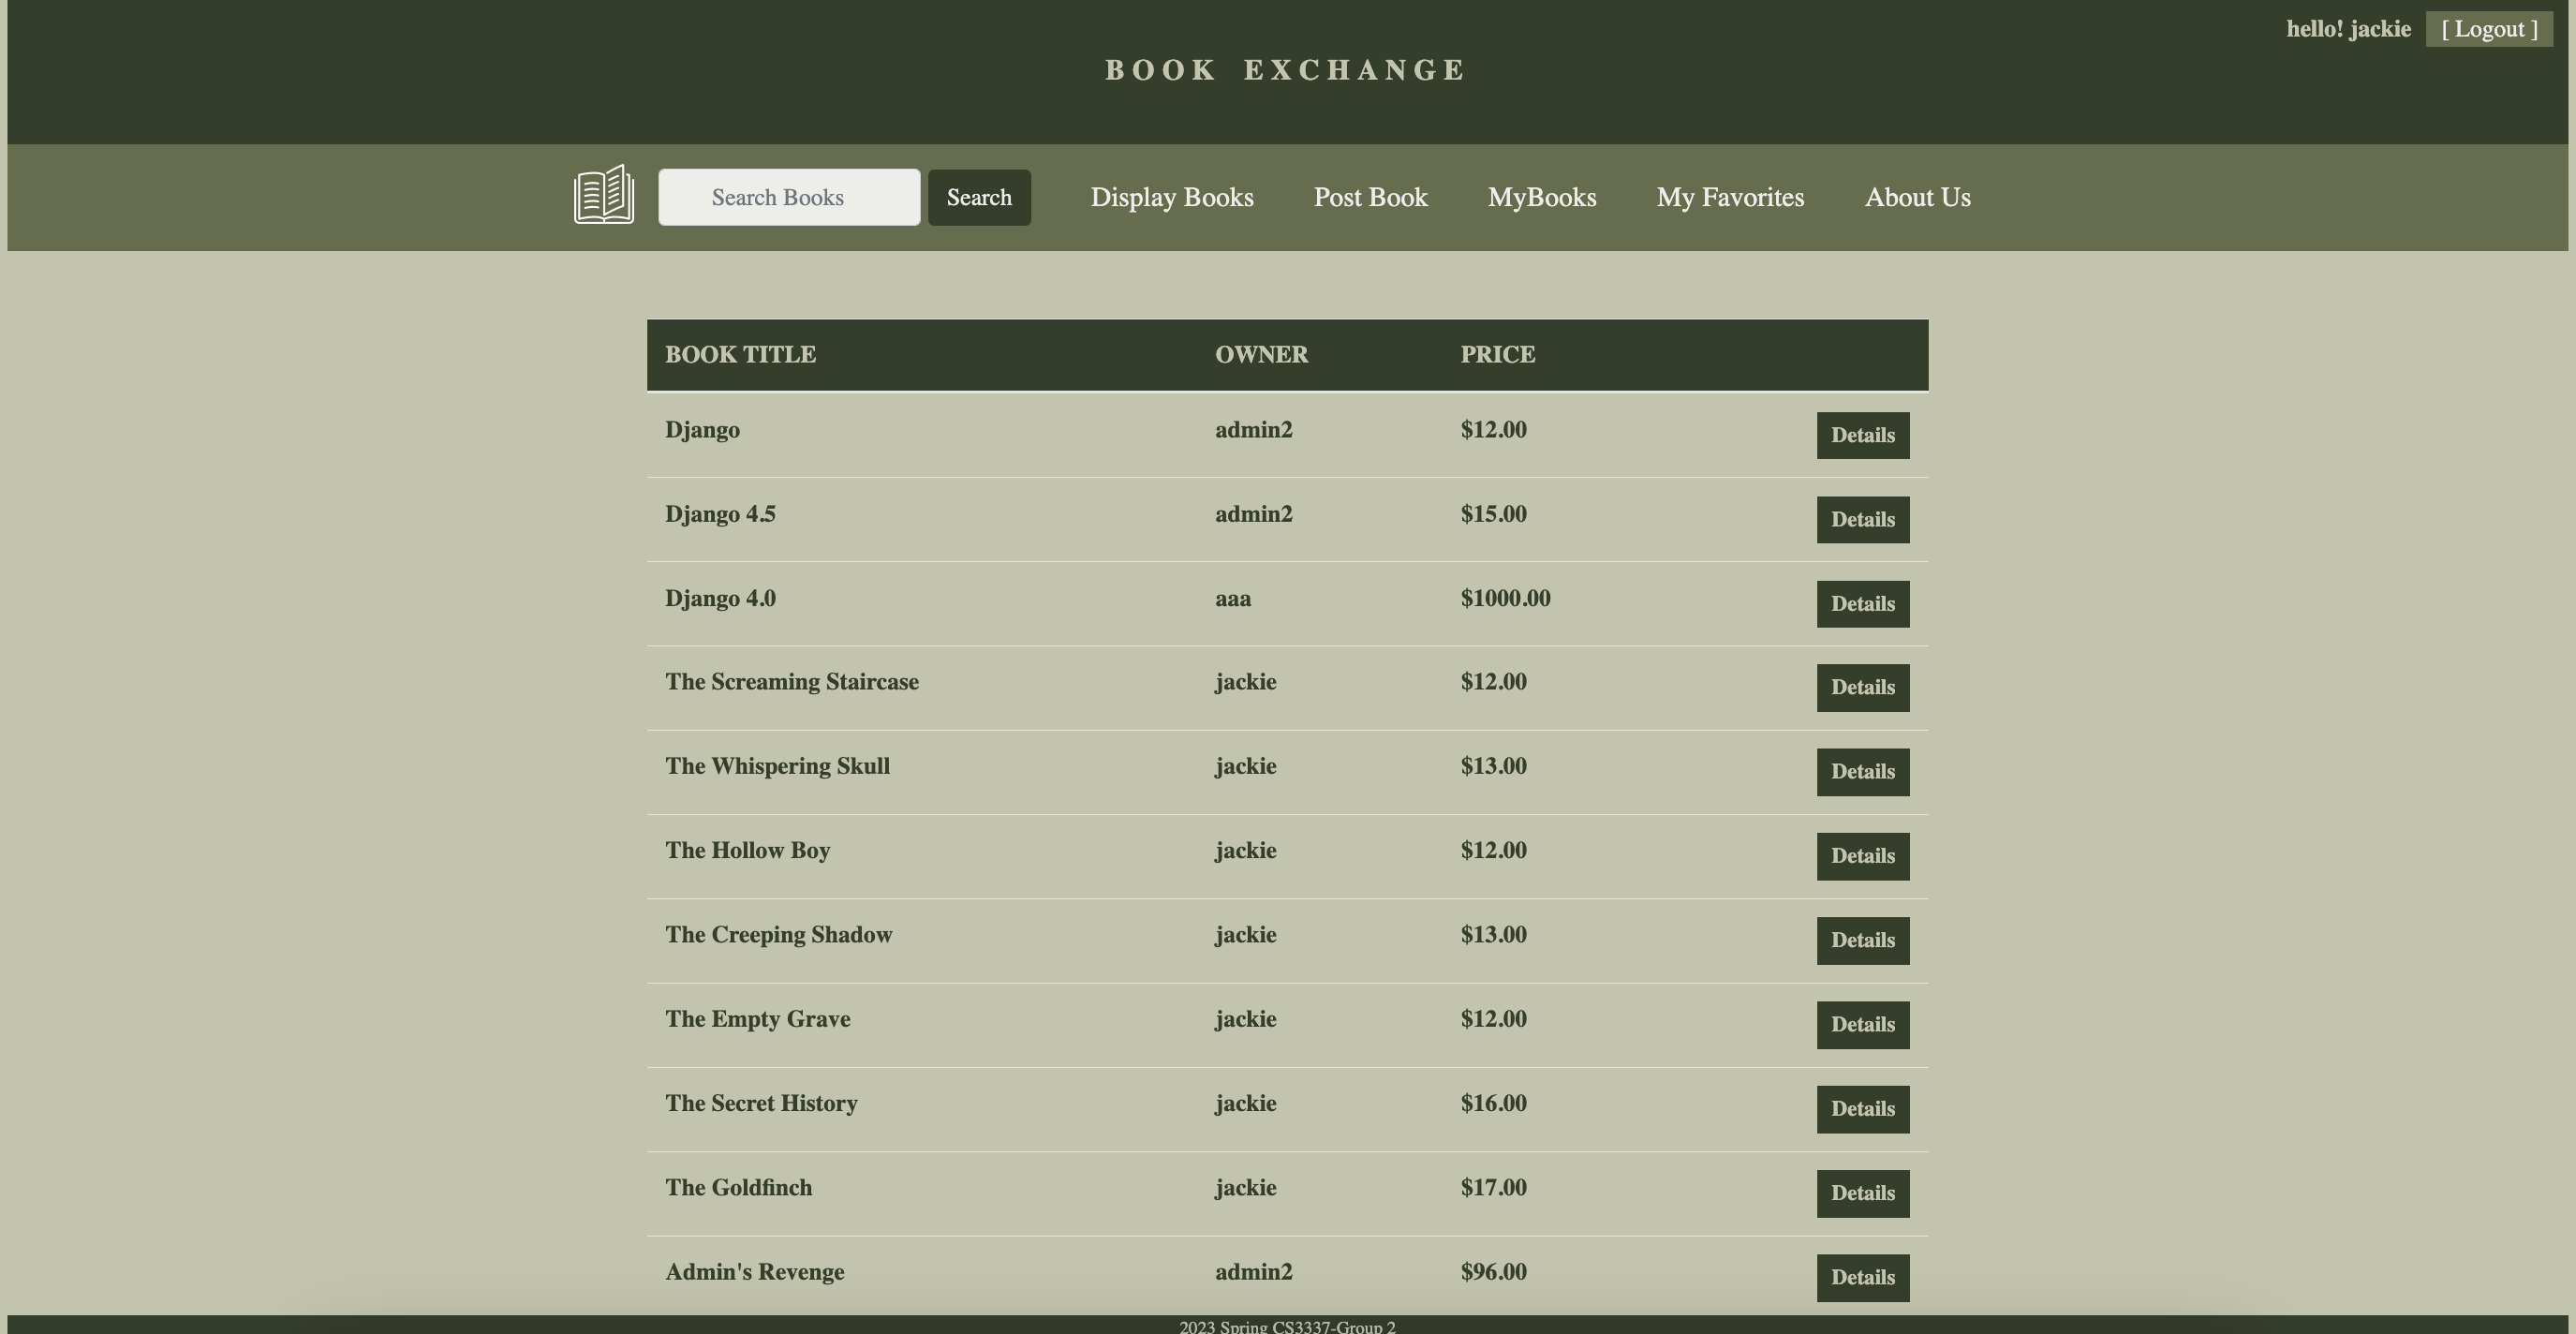 hello! jackie [ Logout ]
BOOK EXCHANGE
Search Books Search Display Books Post Book MyBooks My Favorites About Us
BOOK TITLE OWNER PRICE
Django admin2 $12.00 Details
Django 4.5 admin2 $15.00 Details
Django 4.0 aaa $1000.00 Details
The Screaming Staircase jackie $12.00 Details
The Whispering Skull jackie $13.00 Details
The Hollow Boy jackie $12.00 Details
The Creeping Shadow jackie $13.00 Details
The Empty Grave jackie $12.00 Details
The Secret History jackie $16.00 Details
The Goldfinch jackie $17.00 Details
Admin's Revenge admin2 $96.00 Details
2023 Spring CS3337-Group 2